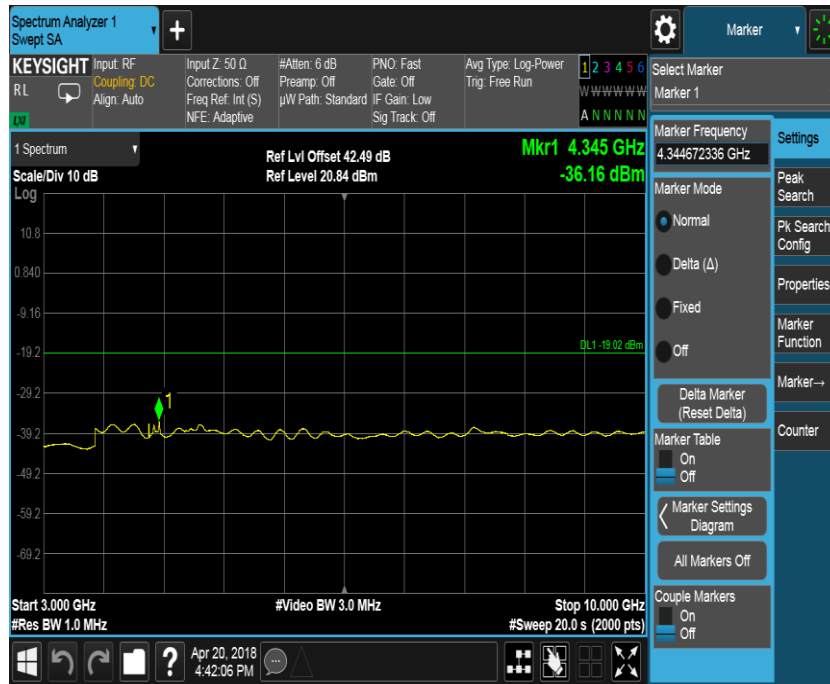 Spectrum Analyzer 1
Swept SA
+
Marker
KEYSIGHT
RL
LXI
Input: RF
Coupling: DC
Align: Auto
Input Z: 50 Ω
Corrections: Off
Freq Ref: Int (S)
NFE: Adaptive
#Atten: 6 dB
Preamp: Off
µW Path: Standard
PNO: Fast
Gate: Off
IF Gain: Low
Sig Track: Off
Avg Type: Log-Power
Trig: Free Run
1 2 3 4 5 6
W W W W W W
A N N N N N
Select Marker
Marker 1
1 Spectrum
Scale/Div 10 dB
Ref Lvl Offset 42.49 dB
Ref Level 20.84 dBm
Mkr1 4.345 GHz
-36.16 dBm
Log
10.8
0.840
-9.16
-19.2
-29.2
-39.2
-49.2
-59.2
-69.2
DL1 -19.02 dBm
1
Start 3.000 GHz
#Res BW 1.0 MHz
#Video BW 3.0 MHz
Stop 10.000 GHz
#Sweep 20.0 s (2000 pts)
Marker Frequency
4.344672336 GHz
Marker Mode
Normal
Delta (Δ)
Fixed
Off
Delta Marker
(Reset Delta)
Marker Table
On
Off
Marker Settings
Diagram
All Markers Off
Couple Markers
On
Off
Settings
Peak
Search
Pk Search
Config
Properties
Marker
Function
Marker→
Counter
?
Apr 20, 2018
4:42:06 PM